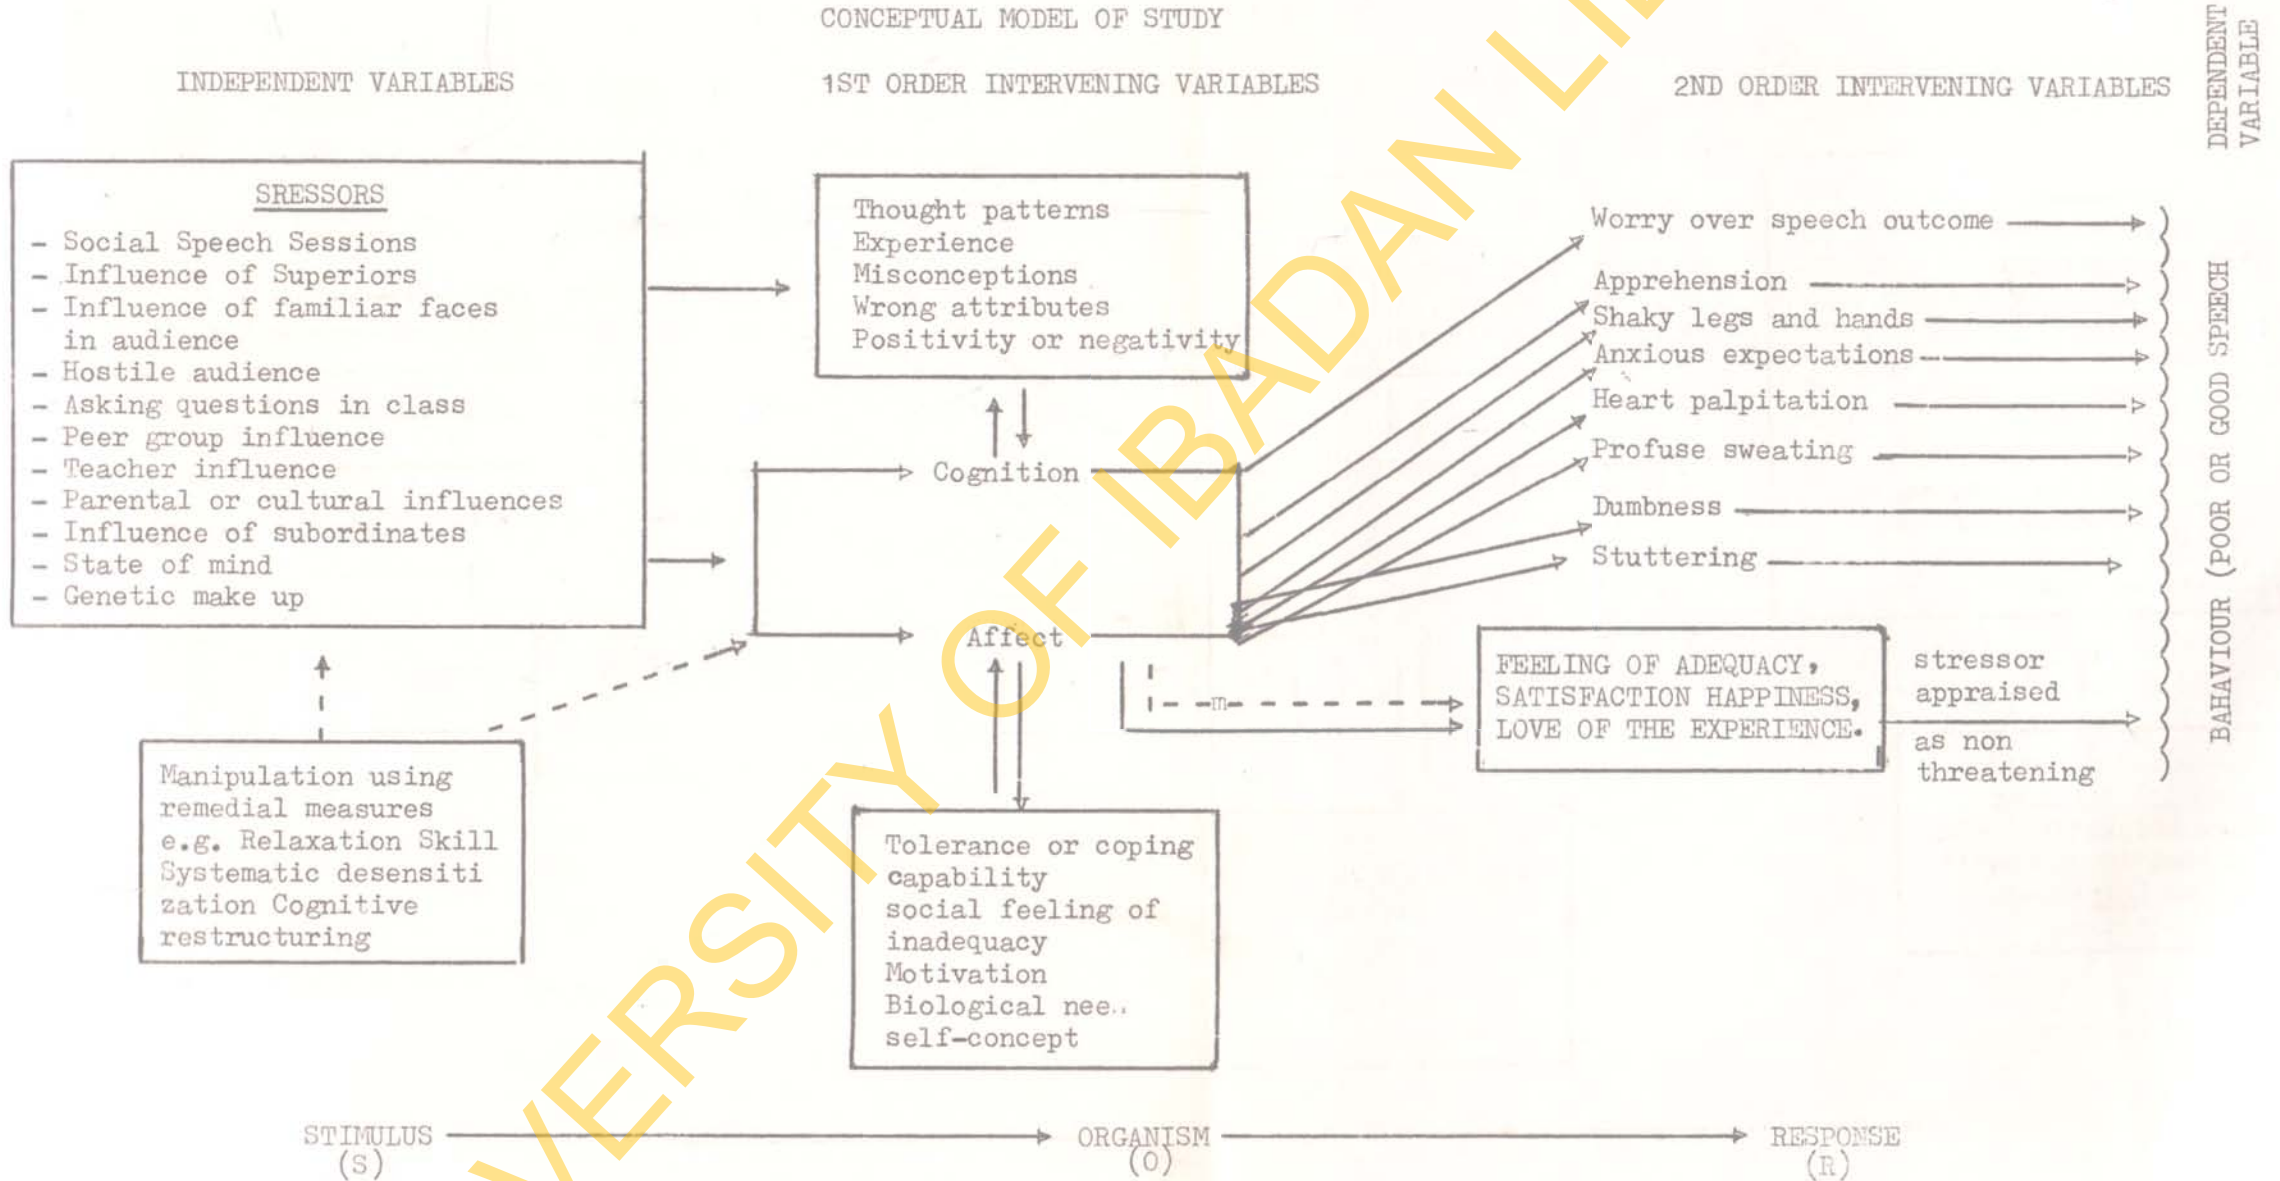 CONCEPTUAL MODEL OF STUDY
INDEPENDENT VARIABLES
1ST ORDER INTERVENING VARIABLES
2ND ORDER INTERVENING VARIABLES
DEPENDENT
VARIABLE
SRESSORS
- Social Speech Sessions
- Influence of Superiors
- Influence of familiar faces
in audience
- Hostile audience
- Asking questions in class
- Peer group influence
- Teacher influence
- Parental or cultural influences
- Influence of subordinates
- State of mind
- Genetic make up
Manipulation using
remedial measures
e.g. Relaxation Skill
Systematic desensiti
zation Cognitive
restructuring
Thought patterns
Experience
Misconceptions
Wrong attributes
Positivity or negativity
Cognition
Affect
m
Tolerance or coping
capability
social feeling of
inadequacy
Motivation
Biological
self-concept
Worry over speech outcome
Apprehension
Shaky legs and hands
Anxious expectations
Heart palpitation
Profuse sweating
Dumbness
Stuttering
FEELING OF ADEQUACY,
SATISFACTION HAPPINESS,
LOVE OF THE EXPERIENCE.
stressor
appraised
as non
threatening
BAHAVIOUR (POOR OR GOOD SPEECH
STIMULUS
(S)
ORGANISM
(O)
RESPONSE
(R)
VERSITY OF IBADAN LI